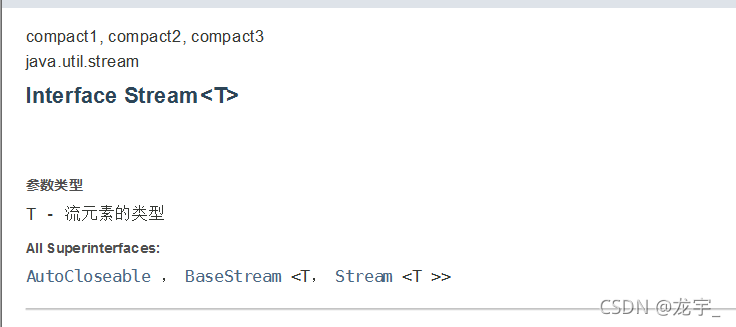 compact1, compact2, compact3
java.util.stream
Interface Stream<T>
参数类型
T - 流元素的类型
All Superinterfaces:
AutoCloseable ， BaseStream <T， Stream <T >>
CSDN @龙宇_